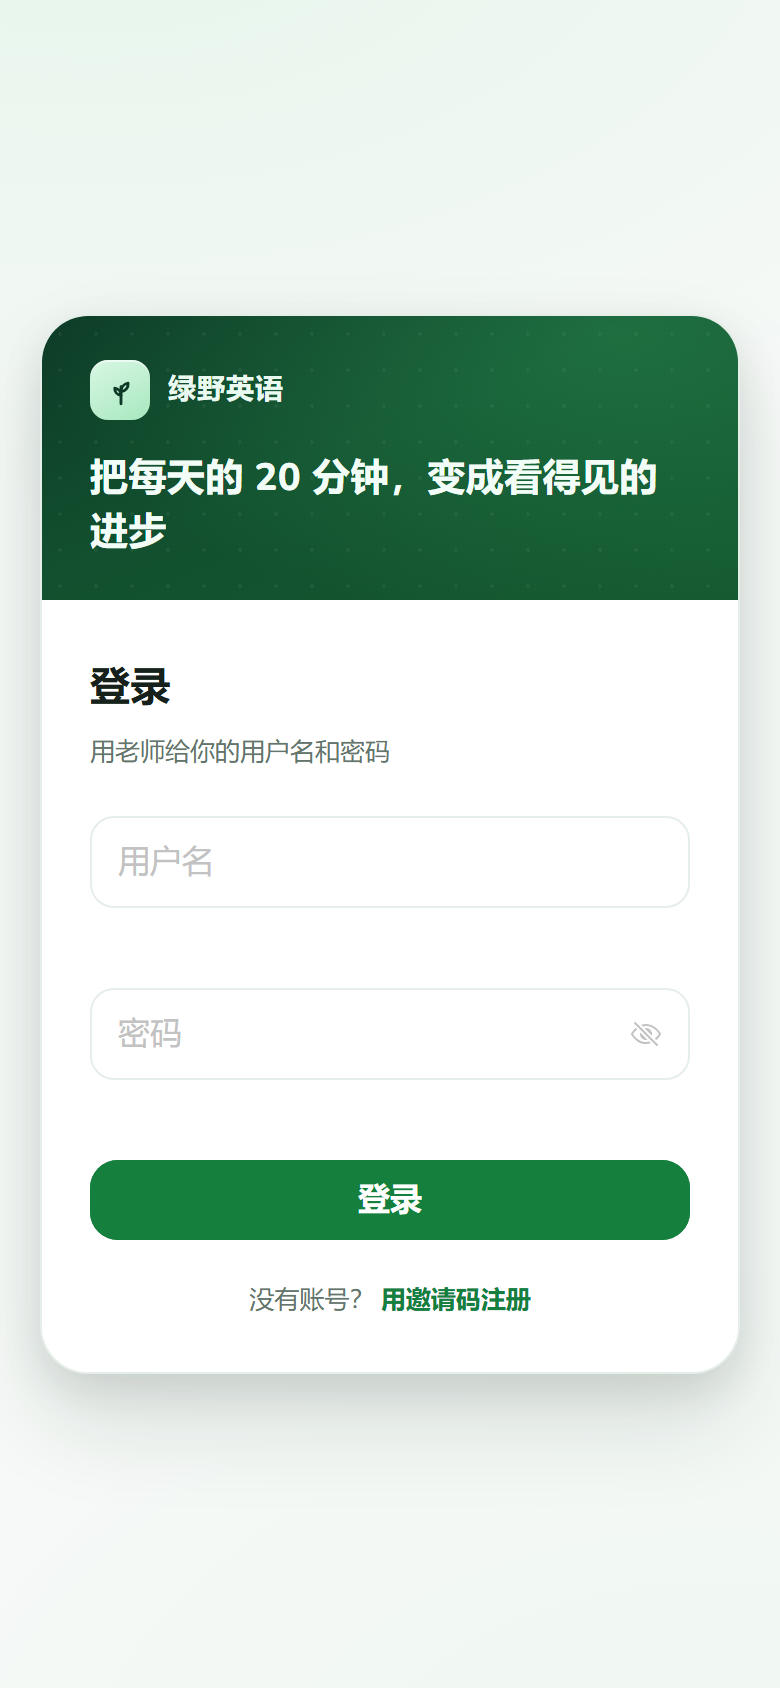 绿野英语
把每天的 20 分钟，变成看得见的
进步
登录
用老师给你的用户名和密码
用户名
密码
登录
没有账号？ 用邀请码注册